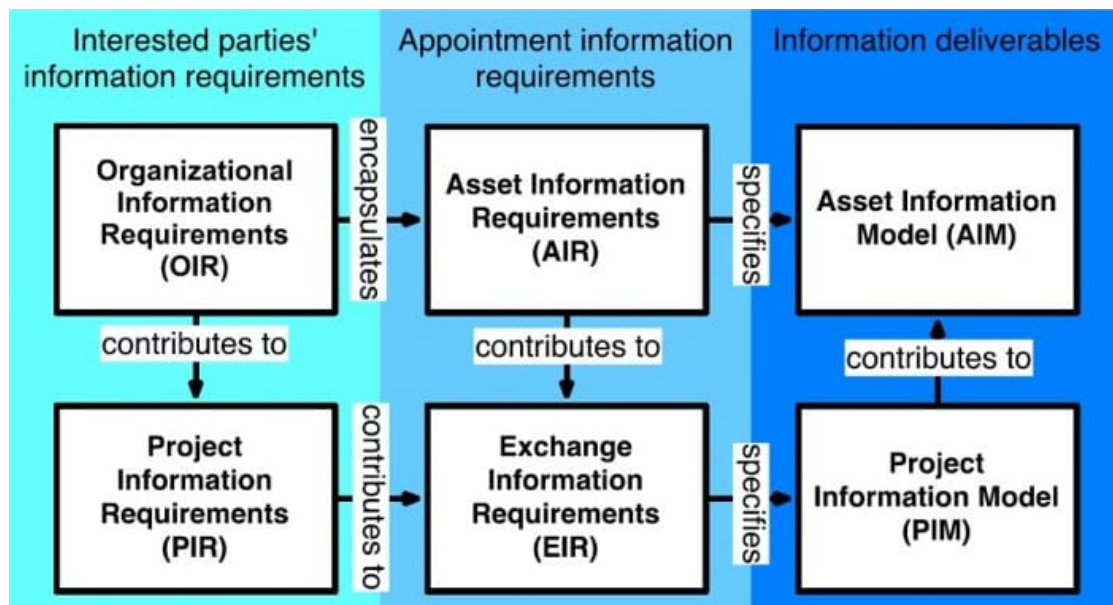 Interested parties'
information requirements
Appointment information
requirements
Information deliverables
Organizational
Information
Requirements
(OIR)
encapsulates
Asset Information
Requirements
(AIR)
specifies
Asset Information
Model (AIM)
contributes to
contributes to
contributes to
Project
Information
Requirements
(PIR)
contributes to
Exchange
Information
Requirements
(EIR)
specifies
Project
Information Model
(PIM)